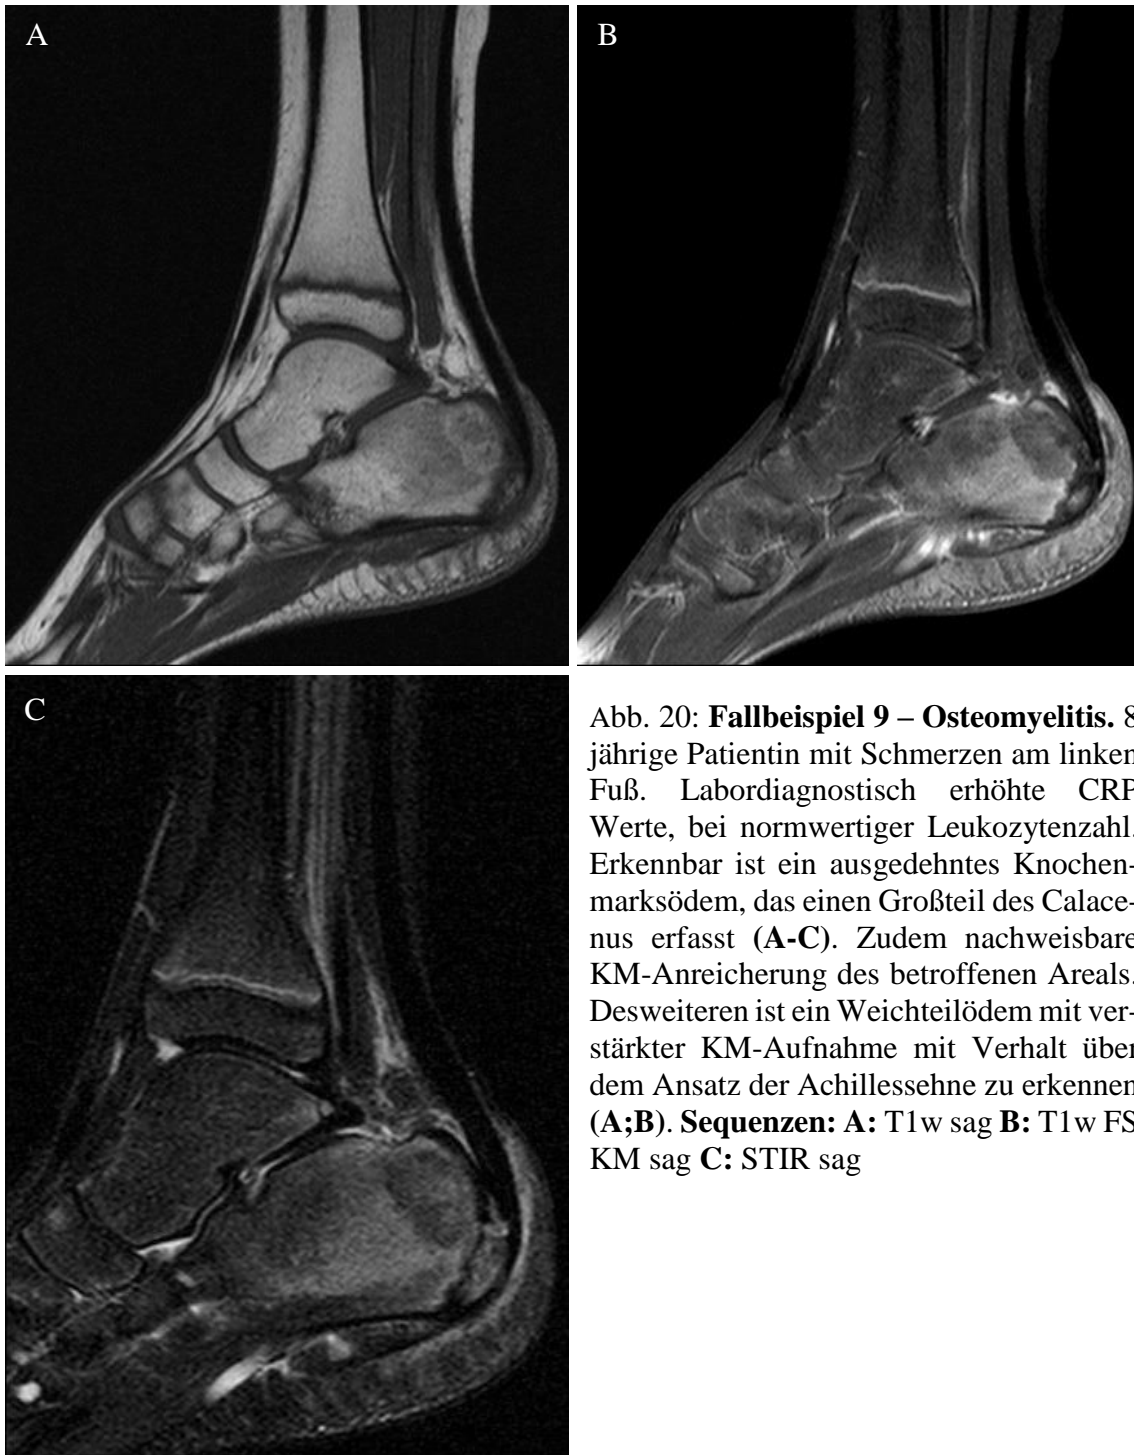 A
B
C
Abb. 20: Fallbeispiel 9 – Osteomyelitis. 8
jährige Patientin mit Schmerzen am linken
Fuß. Labordiagnostisch erhöhte CRP
Werte, bei normwertiger Leukozytenzahl.
Erkennbar ist ein ausgedehntes Knochen-
marksödem, das einen Großteil des Calace-
nus erfasst (A-C). Zudem nachweisbare
KM-Anreicherung des betroffenen Areals.
Desweiteren ist ein Weichteilödem mit ver-
stärkter KM-Aufnahme mit Verhalt über
dem Ansatz der Achillessehne zu erkennen
(A;B). Sequenzen: A: T1w sag B: T1w FS
KM sag C: STIR sag